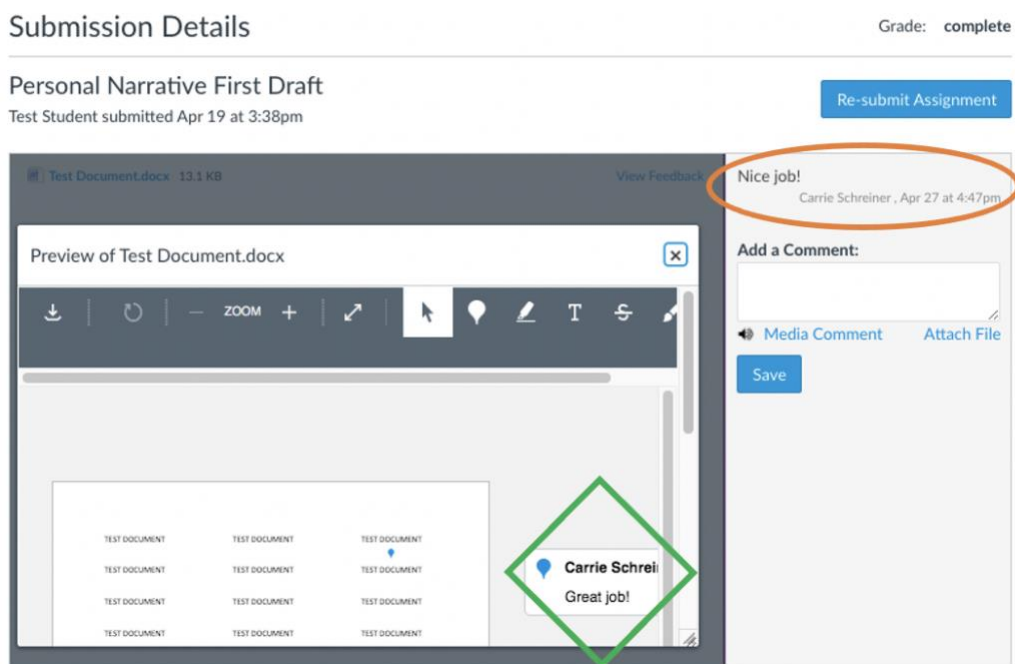 Submission Details
Grade: complete
Personal Narrative First Draft
Test Student submitted Apr 19 at 3:38pm
Re-submit Assignment
Test Document.docx 13.1 KB
View Feedback
Nice job!
Carrie Schreiner , Apr 27 at 4:47pm
Preview of Test Document.docx
ZOOM
T
S
Add a Comment:
Media Comment
Attach File
Save
TEST DOCUMENT TEST DOCUMENT TEST DOCUMENT
TEST DOCUMENT TEST DOCUMENT TEST DOCUMENT
TEST DOCUMENT TEST DOCUMENT TEST DOCUMENT
TEST DOCUMENT TEST DOCUMENT TEST DOCUMENT
Carrie Schrei
Great job!